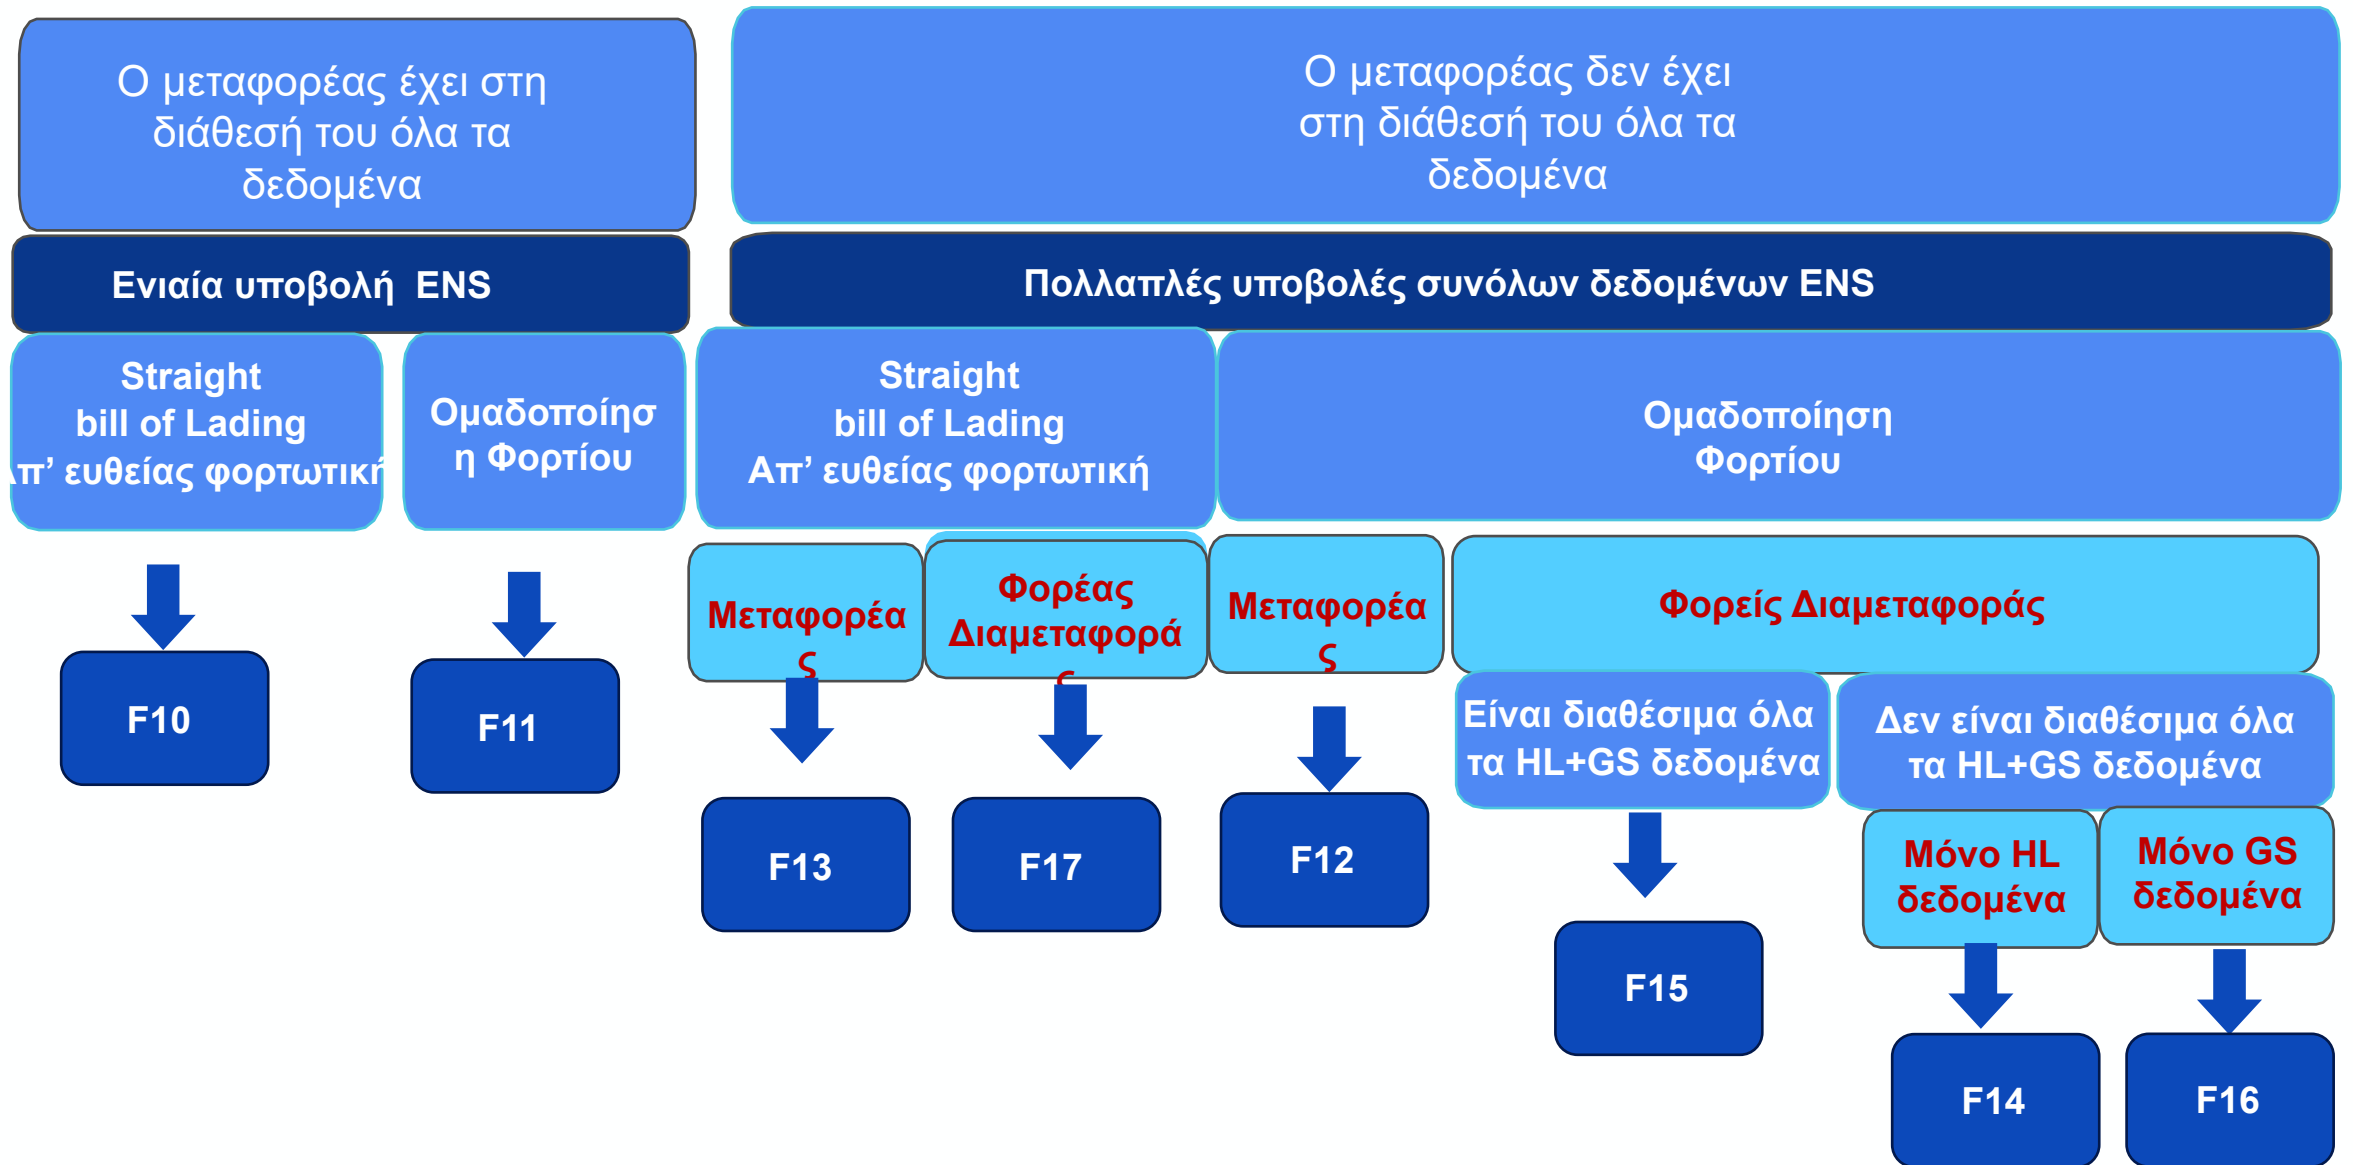 Ο μεταφορέας έχει στη
διάθεσή του όλα τα
δεδομένα
Ο μεταφορέας δεν έχει
στη διάθεσή του όλα τα
δεδομένα
Ενιαία υποβολή ENS
Πολλαπλές υποβολές συνόλων δεδομένων ENS
Straight
bill of Lading
Απ’ ευθείας φορτωτική
Ομαδοποίησ
η Φορτίου
Straight
bill of Lading
Απ’ ευθείας φορτωτική
Ομαδοποίηση
Φορτίου
Μεταφορέα
ς
Φορέας
Διαμεταφορά
ς
Μεταφορέα
ς
Φορείς Διαμεταφοράς
Είναι διαθέσιμα όλα
τα HL+GS δεδομένα
Δεν είναι διαθέσιμα όλα
τα HL+GS δεδομένα
Μόνο HL
δεδομένα
Μόνο GS
δεδομένα
F10
F11
F13
F17
F12
F15
F14
F16